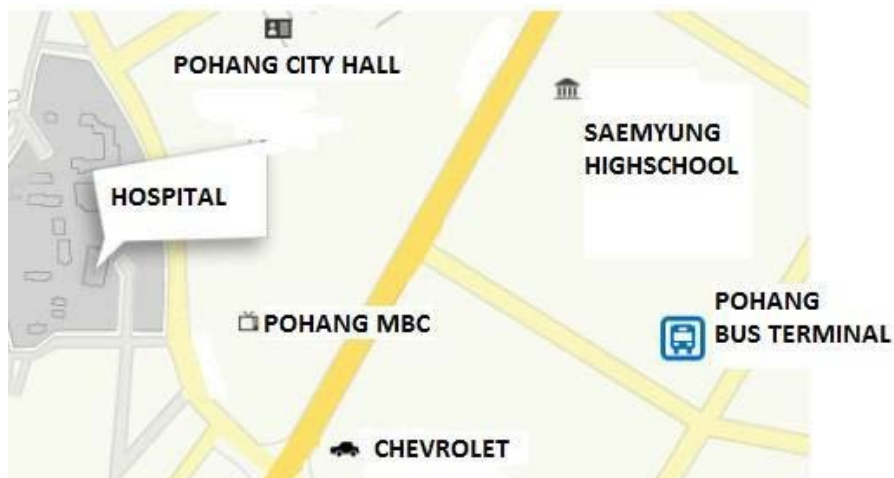 POHANG CITY HALL
SAEMYUNG
HIGHSCHOOL
HOSPITAL
POHANG
BUS TERMINAL
POHANG MBC
CHEVROLET